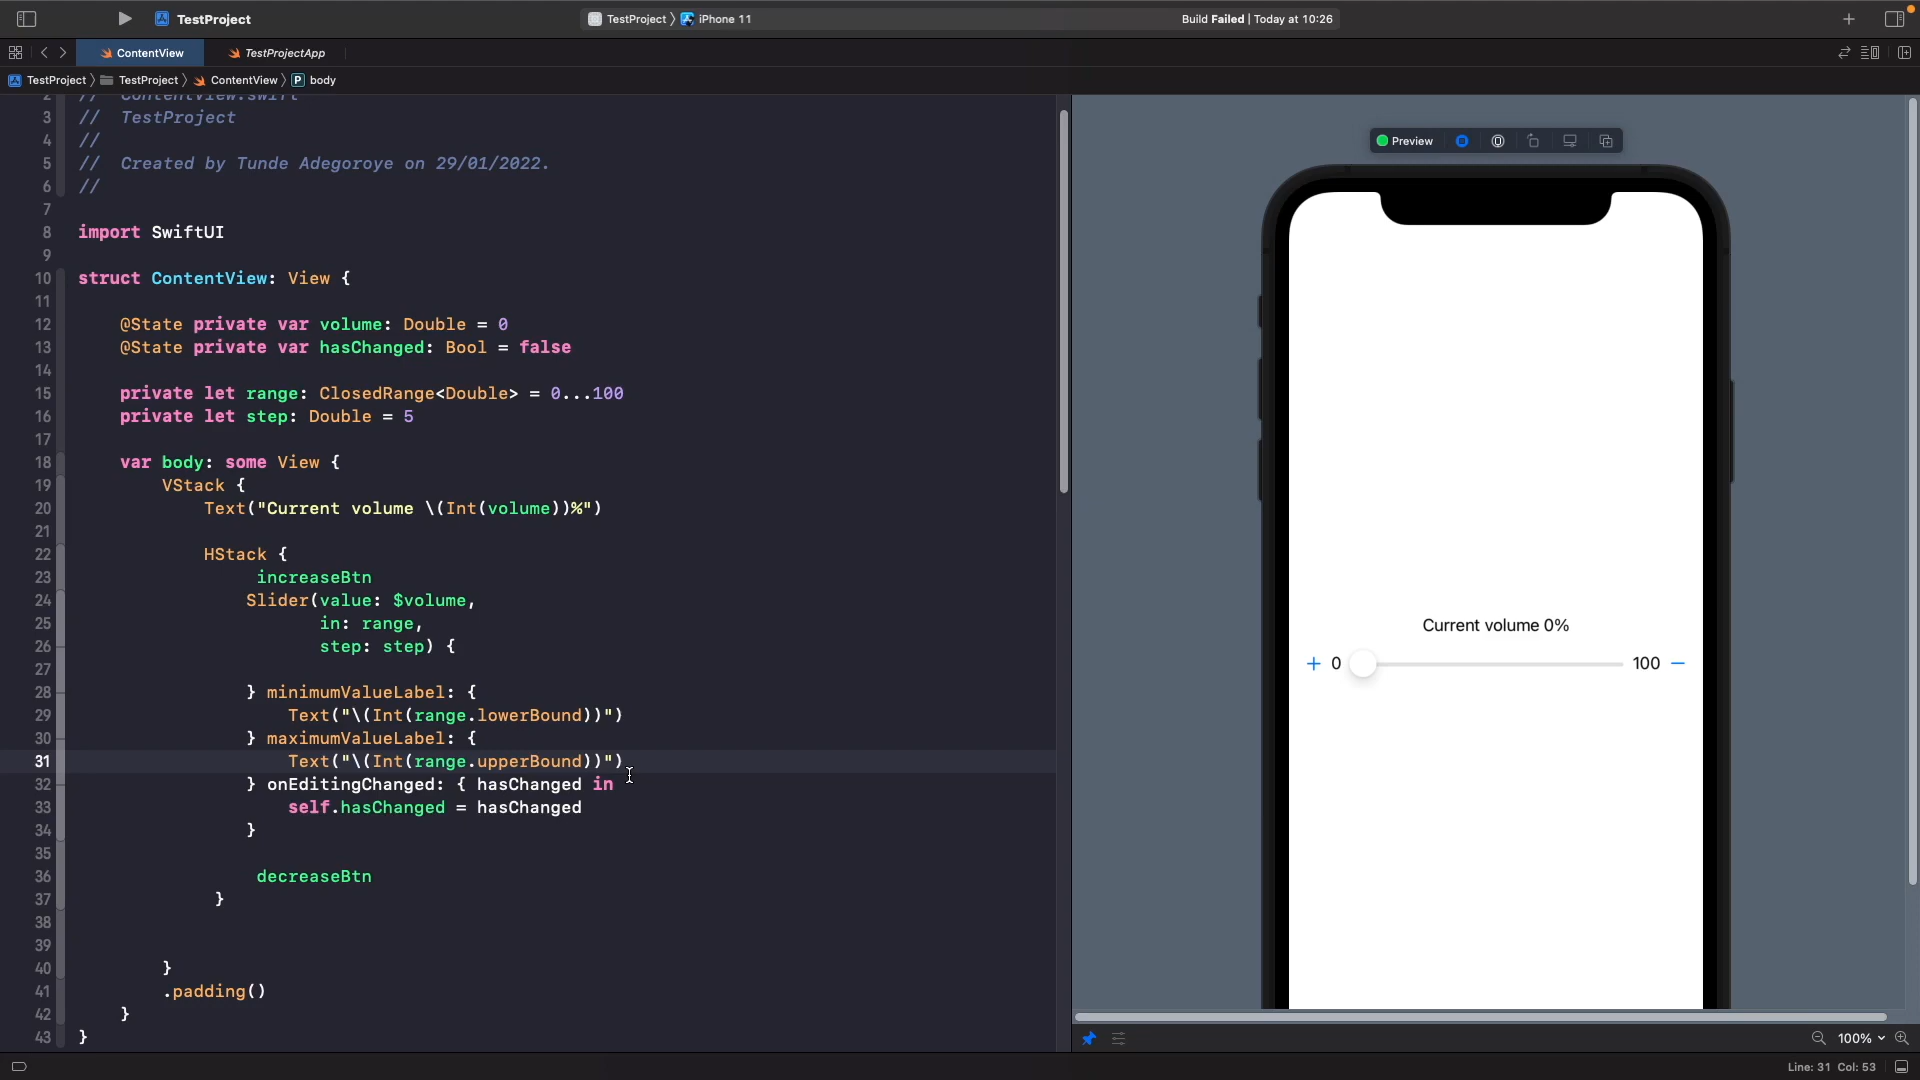 TestProject
TestProject 〉 iPhone 11
Build Failed | Today at 10:26
ContentView
TestProjectApp
TestProject 〉 TestProject 〉 ContentView 〉 P body
2 // ContentView.swift
3 // TestProject
4 //
5 // Created by Tunde Adegoroye on 29/01/2022.
6 //
7
8 import SwiftUI
9
10 struct ContentView: View {
11
12 @State private var volume: Double = 0
13 @State private var hasChanged: Bool = false
14
15 private let range: ClosedRange<Double> = 0...100
16 private let step: Double = 5
17
18 var body: some View {
19 VStack {
20 Text("Current volume \(Int(volume))%")
21
22 HStack {
23 increaseBtn
24 Slider(value: $volume,
25 in: range,
26 step: step) {
27
28 } minimumValueLabel: {
29 Text("\(Int(range.lowerBound))")
30 } maximumValueLabel: {
31 Text("\(Int(range.upperBound))")
32 } onEditingChanged: { hasChanged in
33 self.hasChanged = hasChanged
34 }
35
36 decreaseBtn
37 }
38
39
40 }
41 .padding()
42 }
43 }
Preview
Current volume 0%
+ 0 100 −
100%
Line: 31 Col: 53